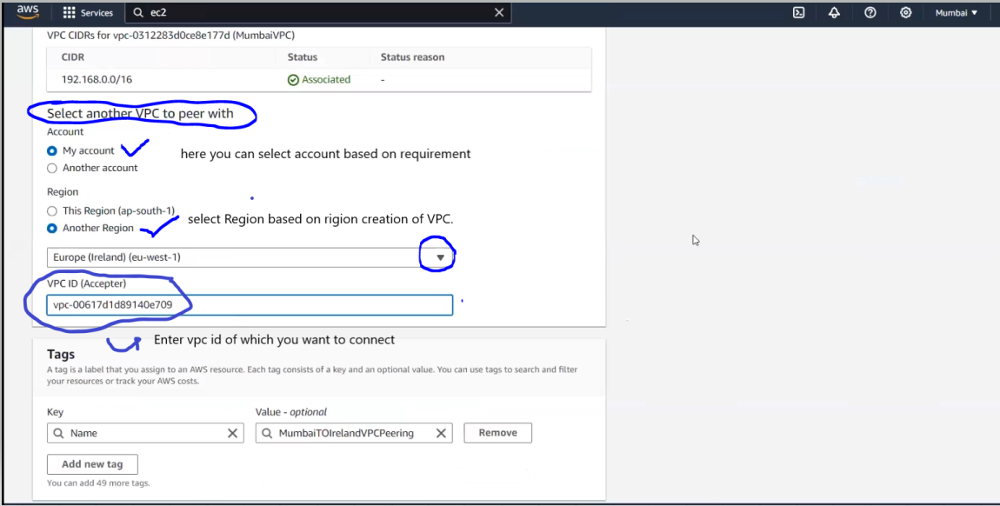 aws Services ec2 Mumbai
VPC CIDRs for vpc-0312283d0ce8e177d (MumbaiVPC)
CIDR Status Status reason
192.168.0.0/16 Associated -
Select another VPC to peer with
Account
My account
here you can select account based on requirement
Another account
Region
This Region (ap-south-1)
select Region based on rigion creation of VPC.
Another Region
Europe (Ireland) (eu-west-1)
VPC ID (Accepter)
vpc-00617d1d89140e709
Enter vpc id of which you want to connect
Tags
A tag is a label that you assign to an AWS resource. Each tag consists of a key and an optional value. You can use tags to search and filter
your resources or track your AWS costs.
Key Value - optional
Name MumbaiTOIrelandVPCPeering Remove
Add new tag
You can add 49 more tags.